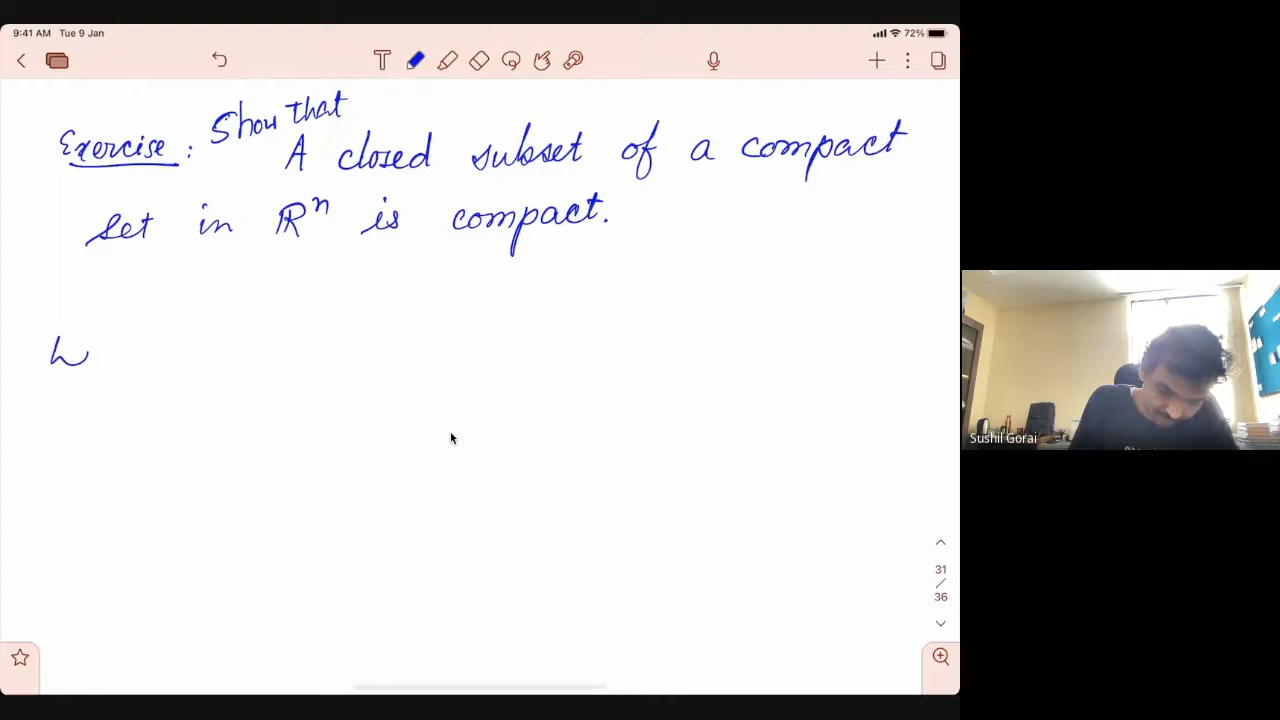 9:41 AM Tue 9 Jan
72%
T
Show that
Exercise : A closed subset of a compact
set in ℝⁿ is compact.
Sushil Gorai
31
/
36